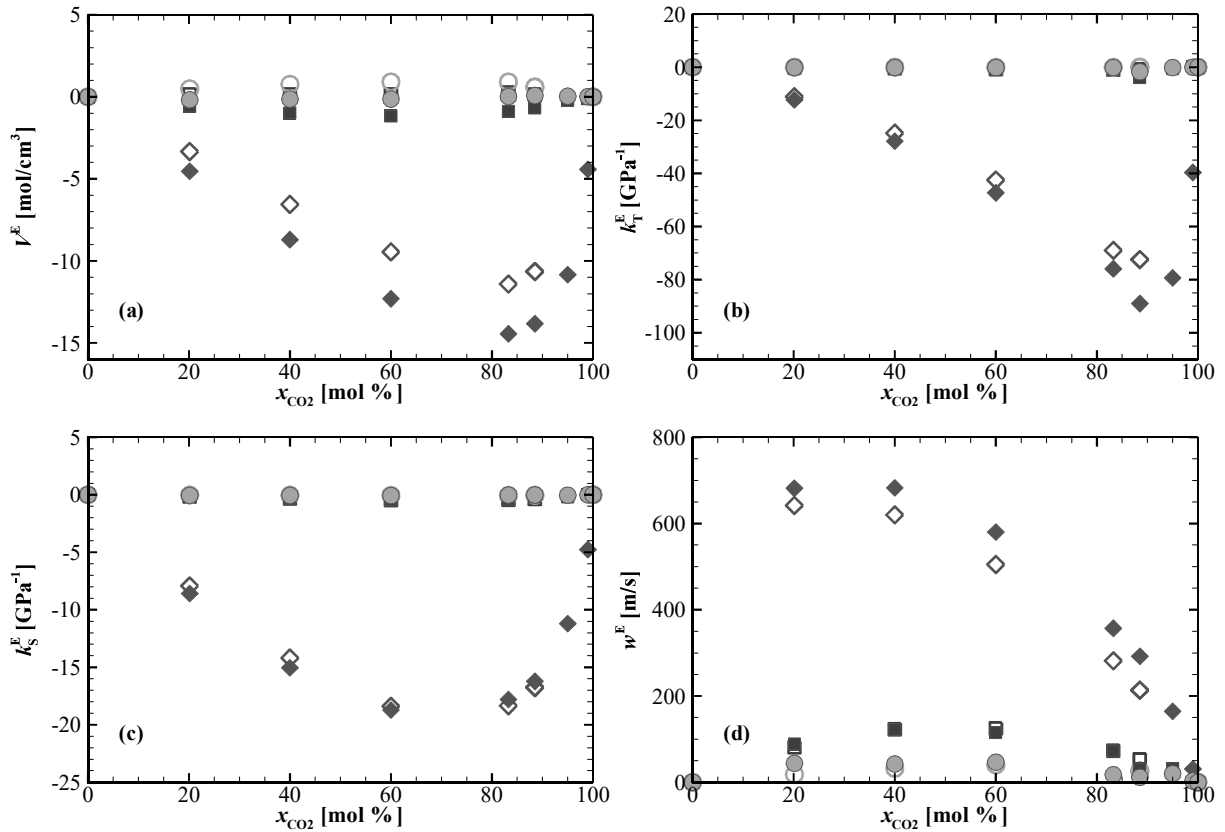 5
0
-5
-10
-15
V^E [mol/cm³]
(a)
0 20 40 60 80 100
x_CO2 [mol %]
20
0
-20
-40
-60
-80
-100
k_T^E [GPa⁻¹]
(b)
0 20 40 60 80 100
x_CO2 [mol %]
5
0
-5
-10
-15
-20
-25
k_S^E [GPa⁻¹]
(c)
0 20 40 60 80 100
x_CO2 [mol %]
800
600
400
200
0
w^E [m/s]
(d)
0 20 40 60 80 100
x_CO2 [mol %]